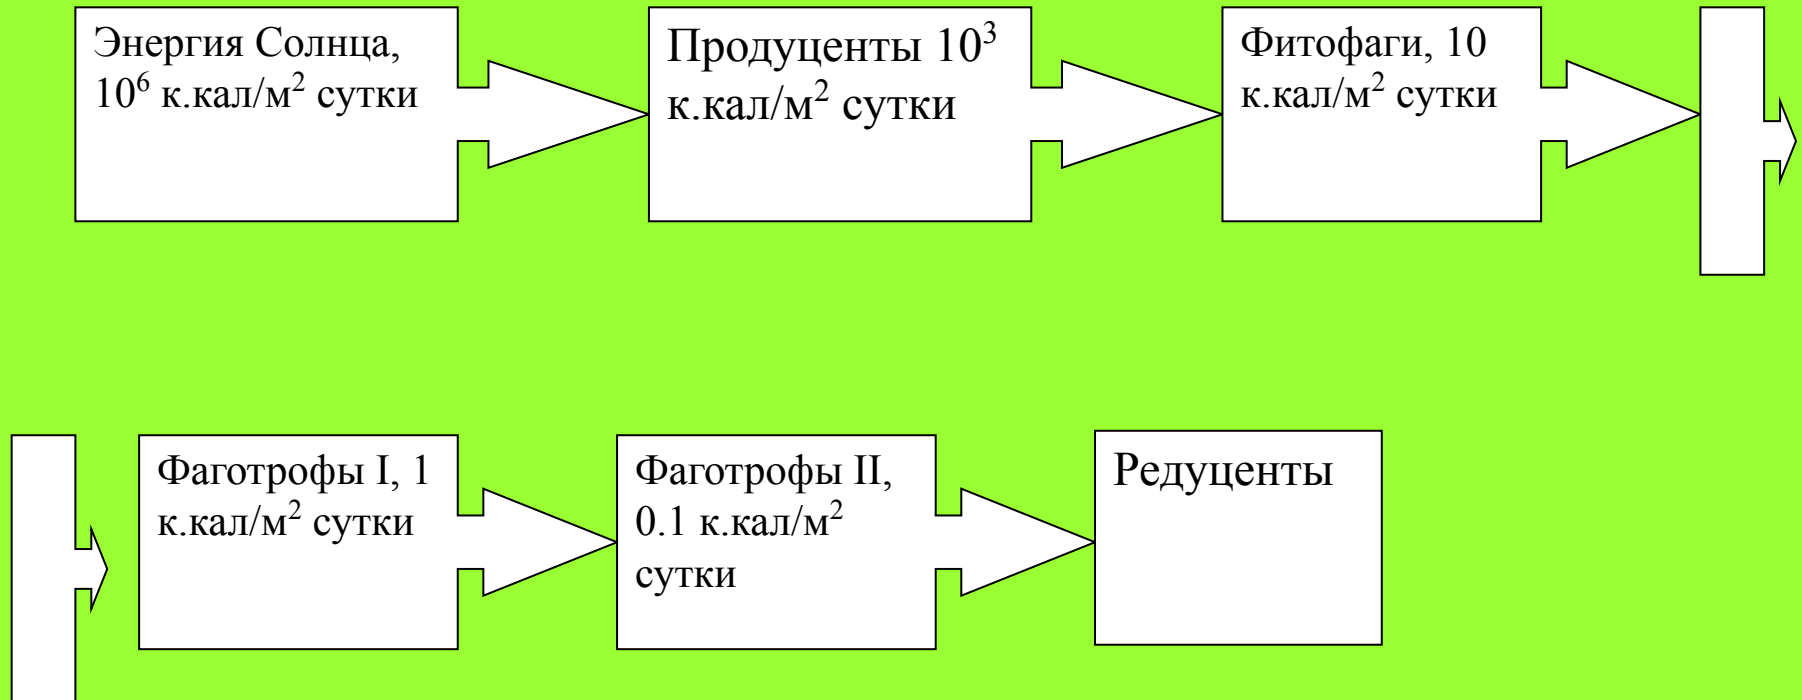 Энергия Солнца,
10⁶ к.кал/м² сутки
Продуценты 10³
к.кал/м² сутки
Фитофаги, 10
к.кал/м² сутки
Фаготрофы I, 1
к.кал/м² сутки
Фаготрофы II,
0.1 к.кал/м²
сутки
Редуценты